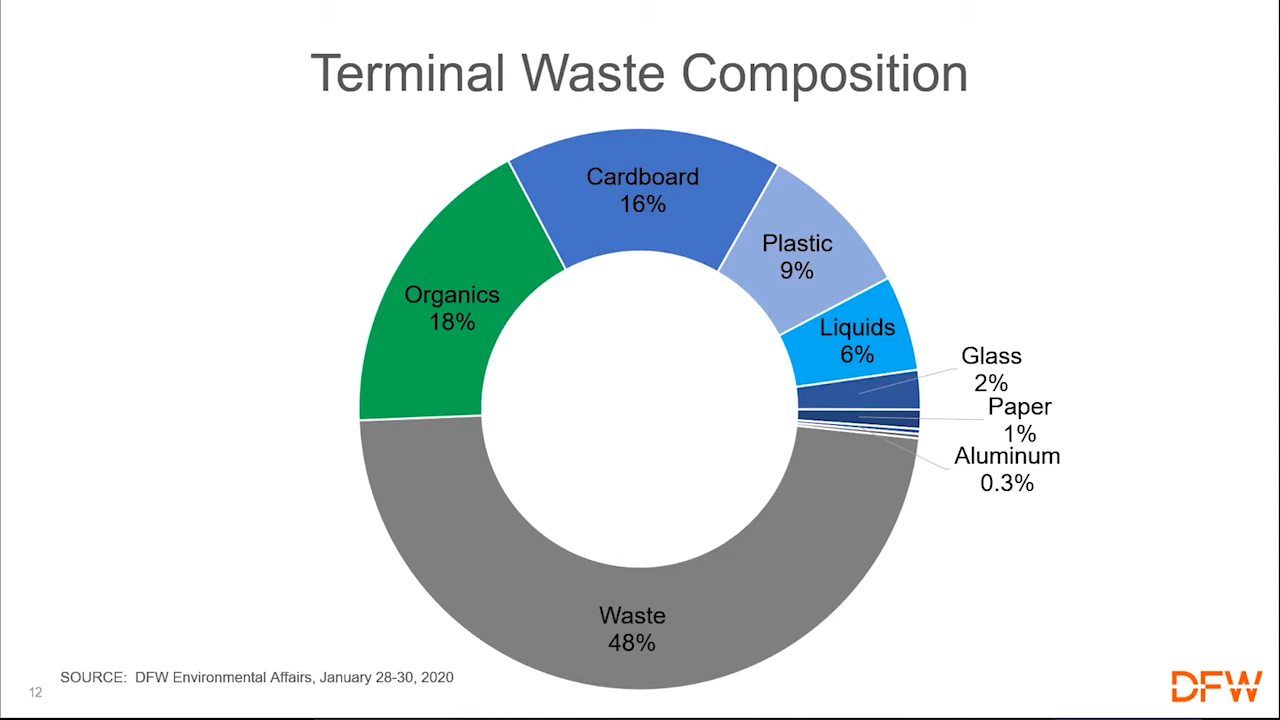 Terminal Waste Composition
Cardboard
16%
Plastic
9%
Organics
18%
Liquids
6%
Glass
2%
Paper
1%
Aluminum
0.3%
Waste
48%
SOURCE:  DFW Environmental Affairs, January 28-30, 2020
12
DFW